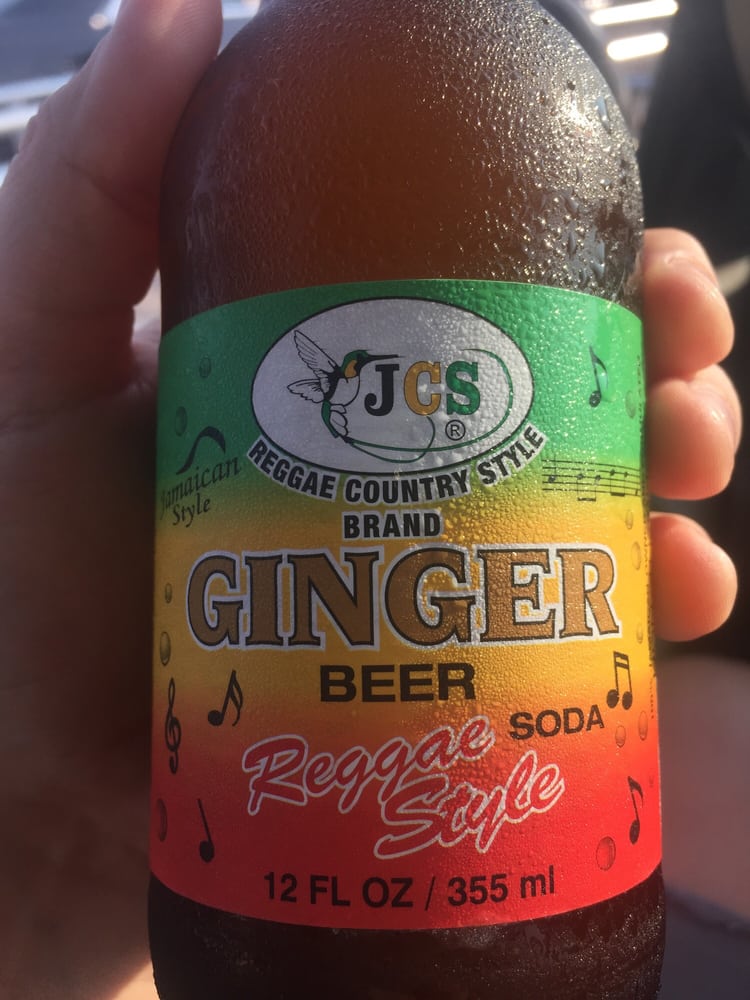 JCS
®
REGGAE COUNTRY STYLE
Jamaican
Style
BRAND
GINGER
BEER
SODA
Reggae
Style
12 FL OZ / 355 ml